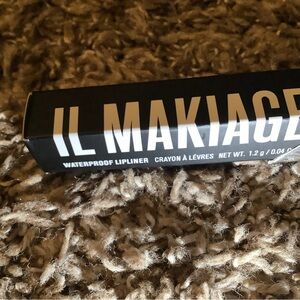 IL MAKIAGE
WATERPROOF LIPLINER CRAYON À LÈVRES NET WT. 1.2 g / 0.04